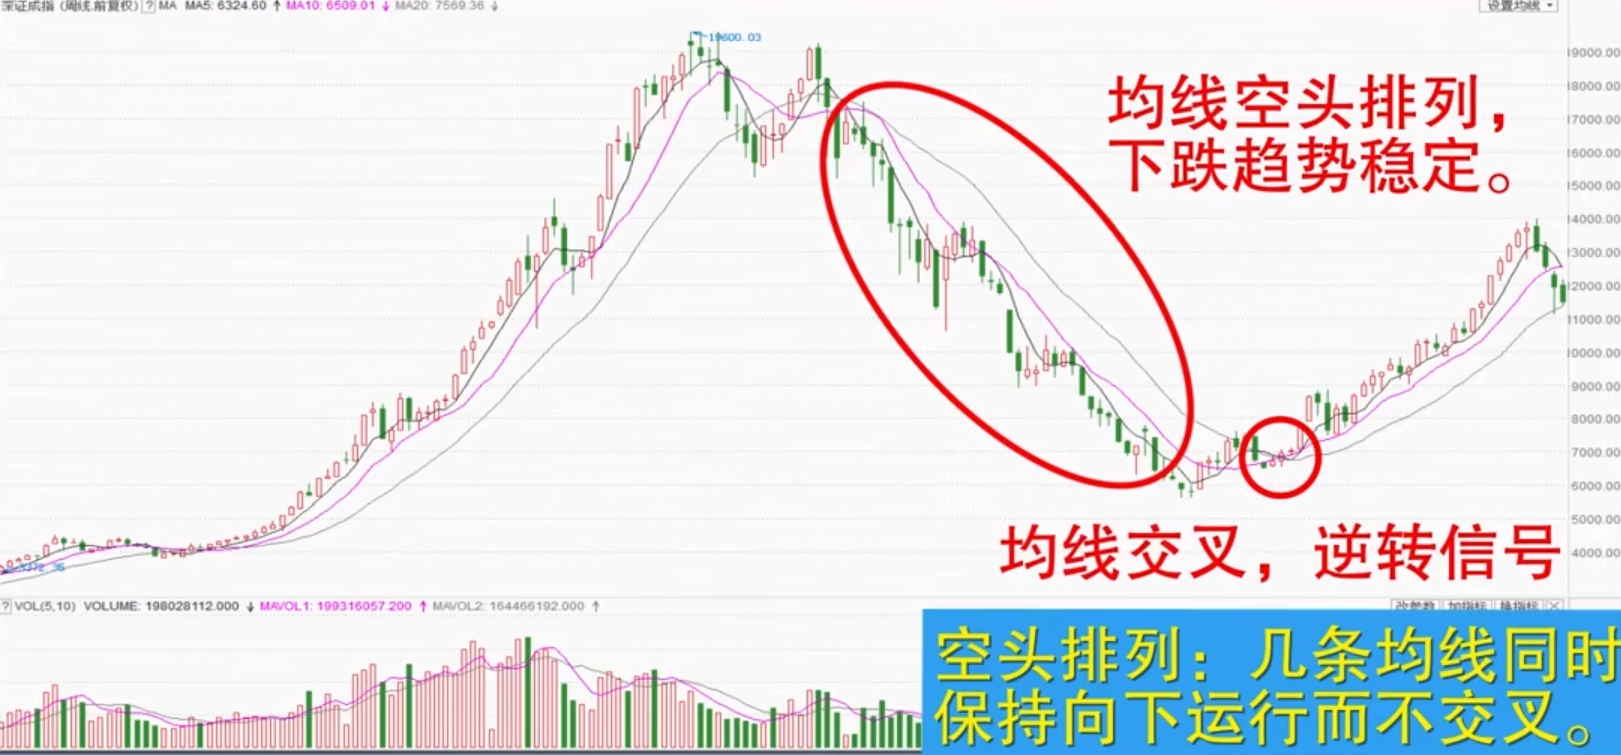 深证成指 (周线.前复权) ? MA MA5: 6324.60 ↑ MA10: 6509.01 ↓ MA20: 7569.36 ↓
设置均线
19600.03
19000.00
18000.00
均线空头排列，
17000.00
16000.00
下跌趋势稳定。
15000.00
14000.00
13000.00
12000.00
11000.00
10000.00
9000.00
8000.00
7000.00
6000.00
5000.00
均线交叉，逆转信号
4000.00
? VOL(5,10) VOLUME: 198028112.000 ↓ MAVOL1: 199316057.200 ↑ MAVOL2: 164466192.000 ↑
改参数 加指标 换指标
空头排列：几条均线同时
保持向下运行而不交叉。